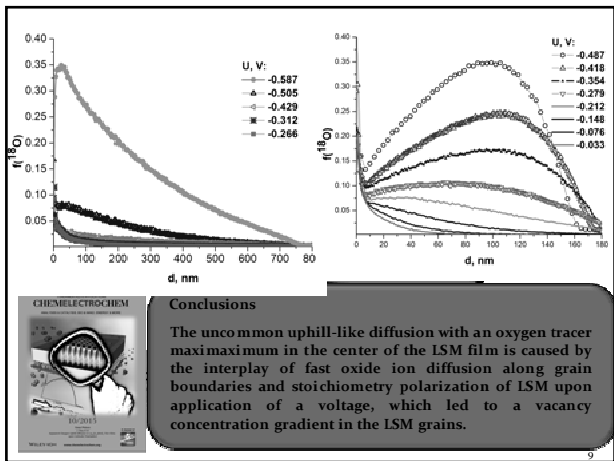 0.40
0.35
0.30
0.25
0.20
0.15
0.10
0.05
f(18O)
U, V:
-0.587
-0.505
-0.429
-0.312
-0.266
0 100 200 300 400 500 600 700 80
d, nm
0.40
0.35
0.30
0.25
0.20
0.15
0.10
0.05
f(18O)
U, V:
-0.487
-0.418
-0.354
-0.279
-0.212
-0.148
-0.076
-0.033
0 20 40 60 80 100 120 140 160 180
d, nm
CHEMELECTROCHEM
10/2015
Conclusions
The uncommon uphill-like diffusion with an oxygen tracer
maximaximum in the center of the LSM film is caused by
the interplay of fast oxide ion diffusion along grain
boundaries and stoichiometry polarization of LSM upon
application of a voltage, which led to a vacancy
concentration gradient in the LSM grains.
9